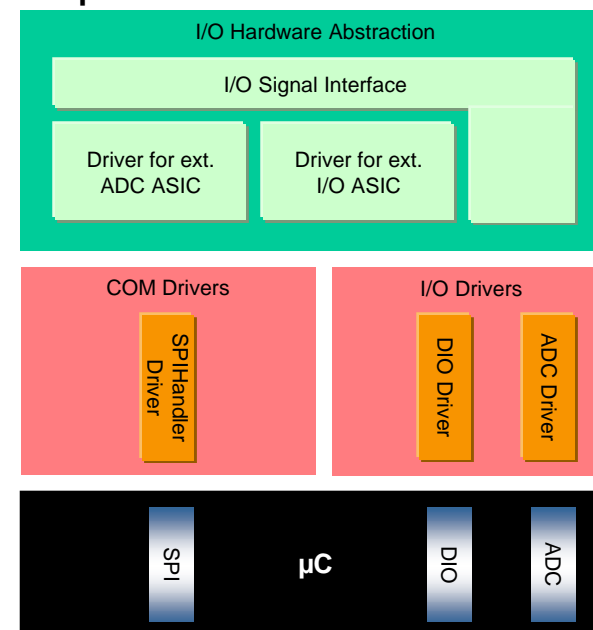 I/O Hardware Abstraction
I/O Signal Interface
Driver for ext.
ADC ASIC
Driver for ext.
I/O ASIC
COM Drivers
I/O Drivers
SPIHandler
Driver
DIO Driver
ADC Driver
SPI
µC
DIO
ADC